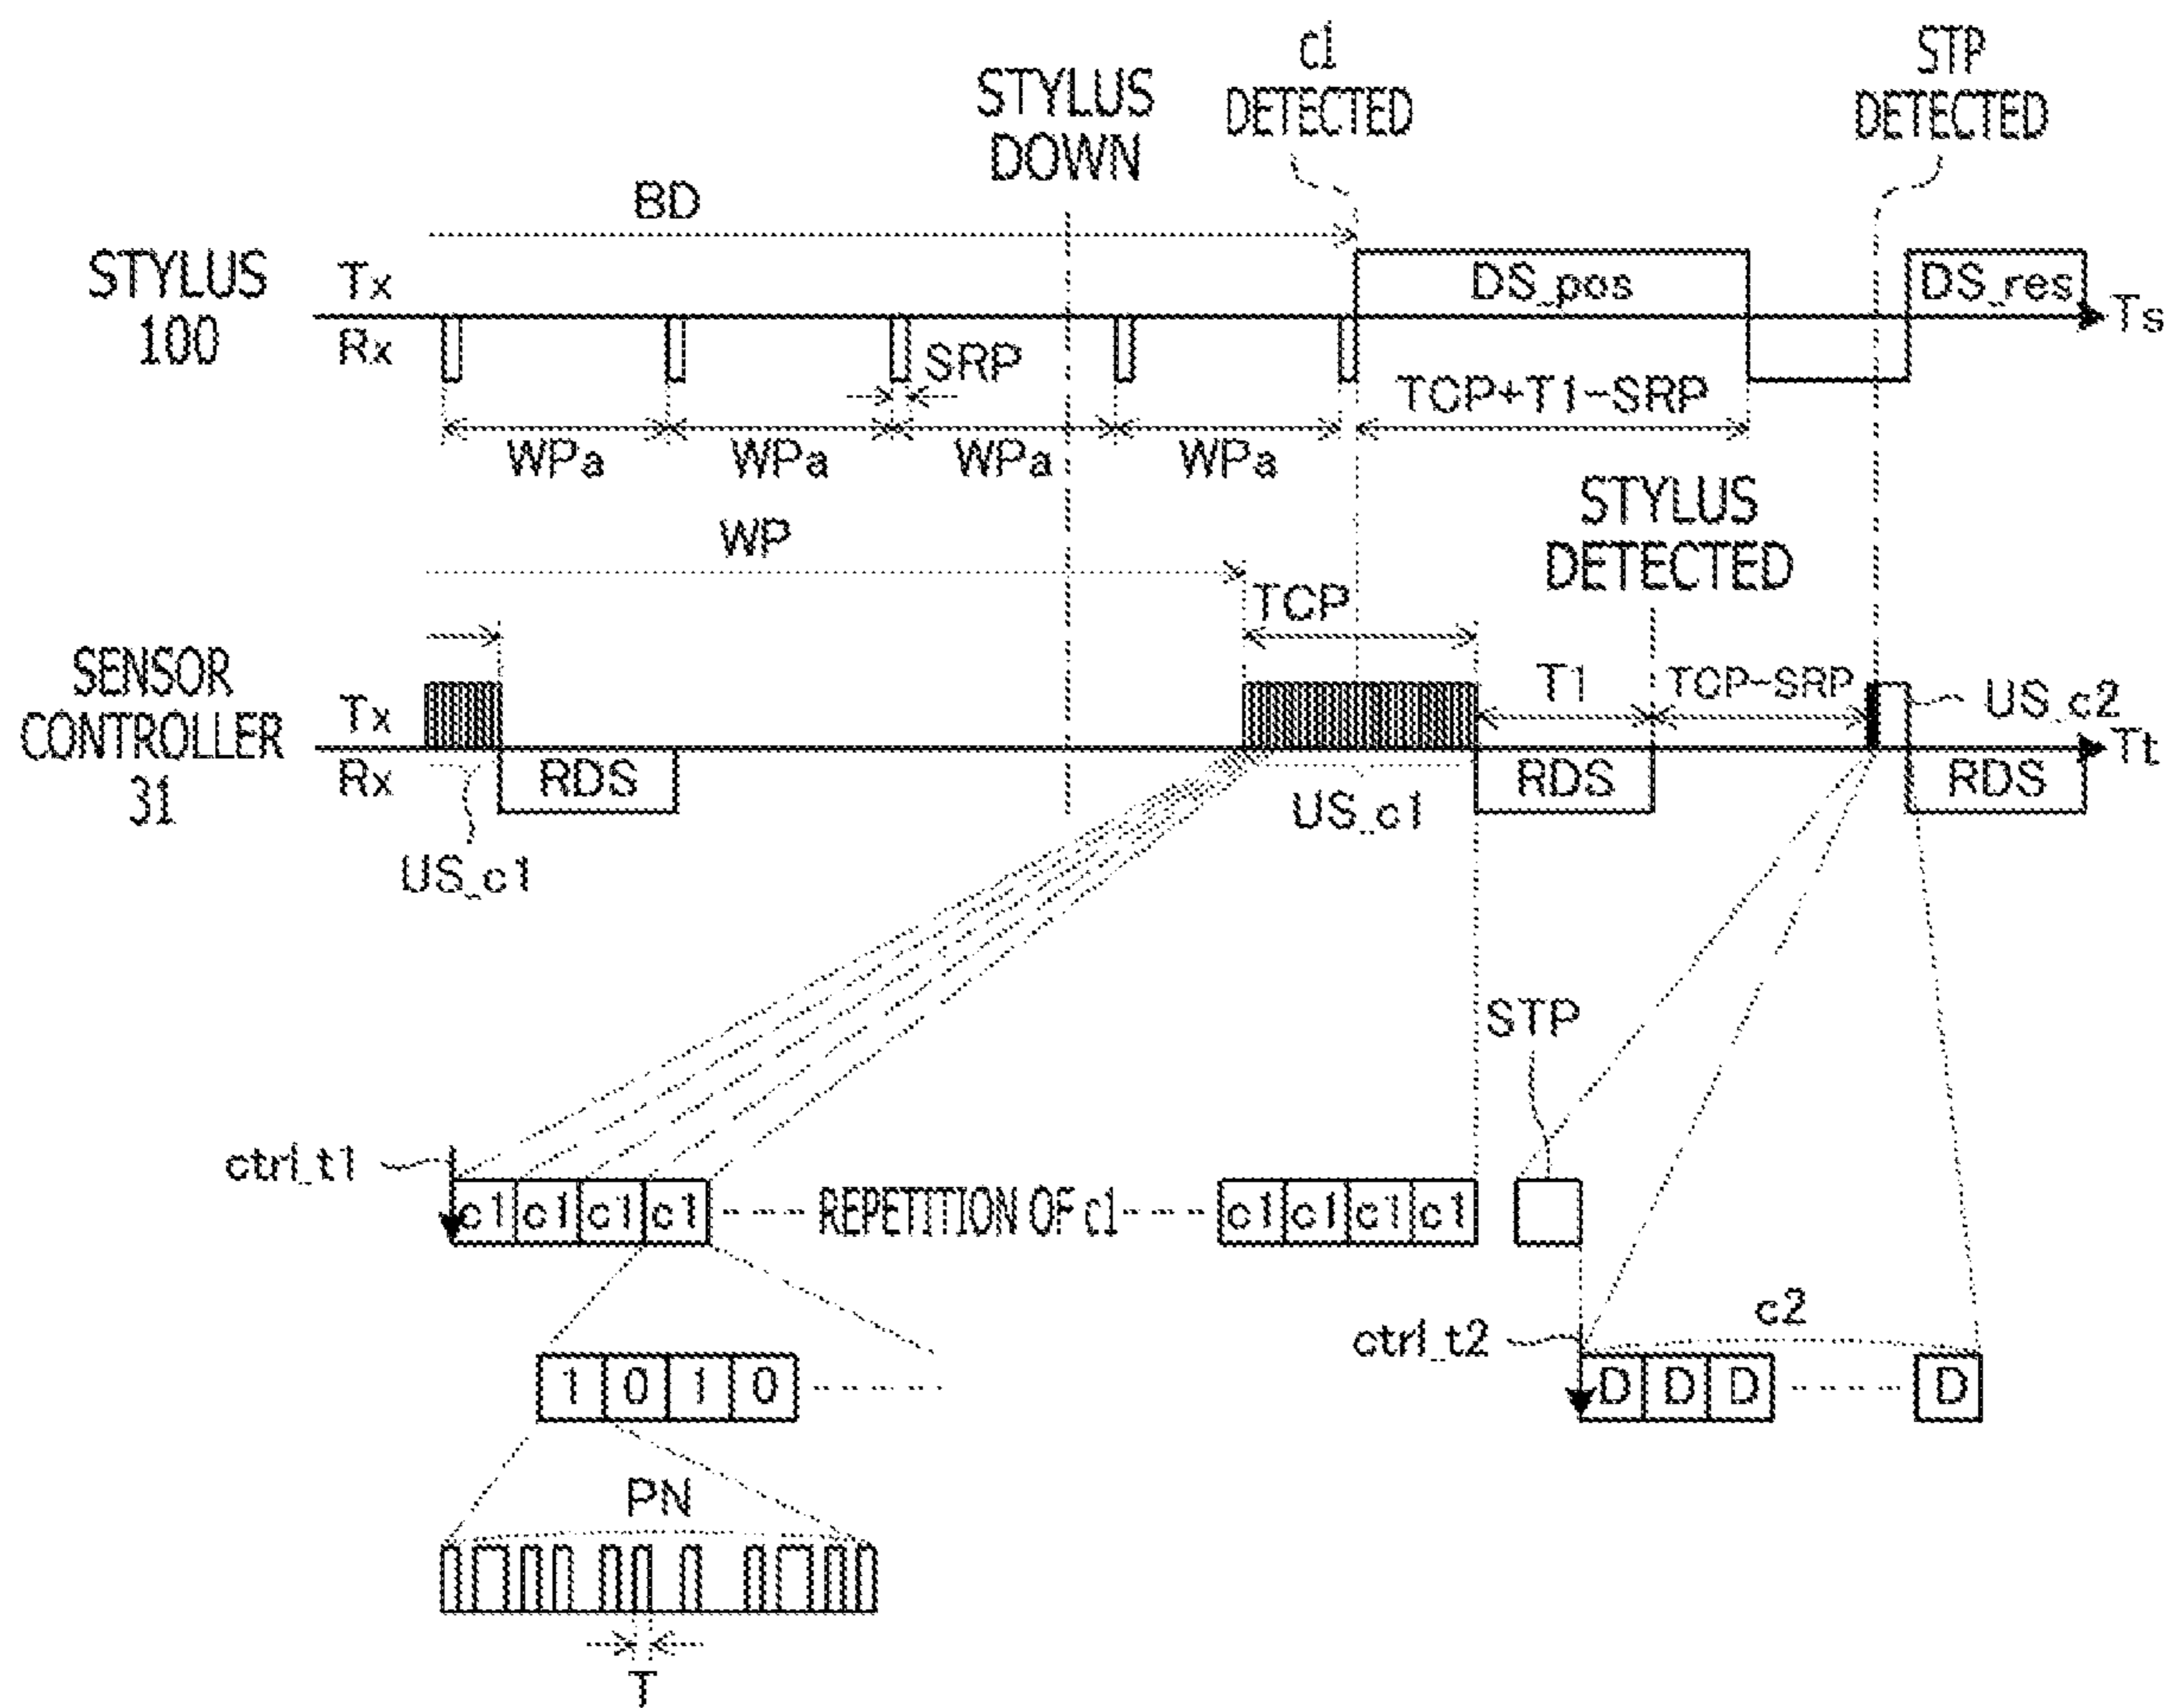 c1
DETECTED
STP
DETECTED
STYLUS
DOWN
BD
STYLUS
100
Tx
Rx
DS_pos
DS_res
Ts
SRP
TCP+T1-SRP
WPa
WPa
WPa
WPa
STYLUS
DETECTED
WP
TCP
SENSOR
CONTROLLER
31
Tx
Rx
T1
TCP-SRP
US_c2
Tt
RDS
RDS
RDS
US_c1
US_c1
STP
ctrl_t1
c1 c1 c1 c1
REPETITION OF c1
c1 c1 c1 c1
c2
ctrl_t2
1 0 1 0
D D D D
PN
T